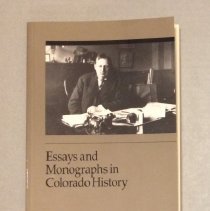 Essays and
Monographs in
Colorado History